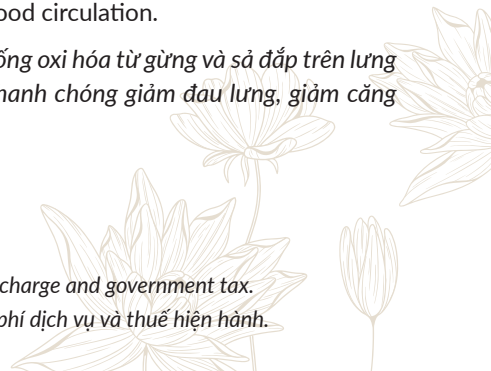 ood circulation.
ống oxi hóa từ gừng và sả đắp trên lưng
hanh chóng giảm đau lưng, giảm căng
charge and government tax.
phí dịch vụ và thuế hiện hành.